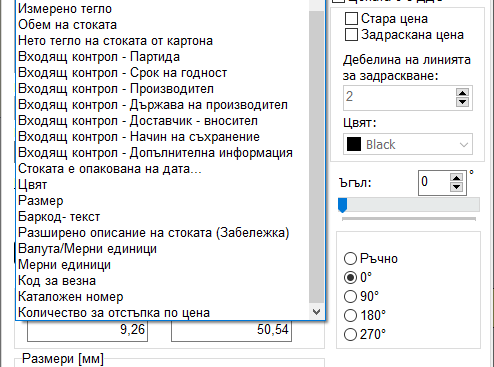 Измерено тегло
Обем на стоката
Нето тегло на стоката от картона
Входящ контрол - Партида
Входящ контрол - Срок на годност
Входящ контрол - Производител
Входящ контрол - Държава на производител
Входящ контрол - Доставчик - вносител
Входящ контрол - Начин на съхранение
Входящ контрол - Допълнителна информация
Стоката е опакована на дата...
Цвят
Размер
Баркод- текст
Разширено описание на стоката (Забележка)
Валута/Мерни единици
Мерни единици
Код за везна
Каталожен номер
Количество за отстъпка по цена
9,26
50,54
Размери [мм]
Стара цена
Задраскана цена
Дебелина на линията
за задраскване:
2
Цвят:
Black
Ъгъл:
0 °
Ръчно
0°
90°
180°
270°